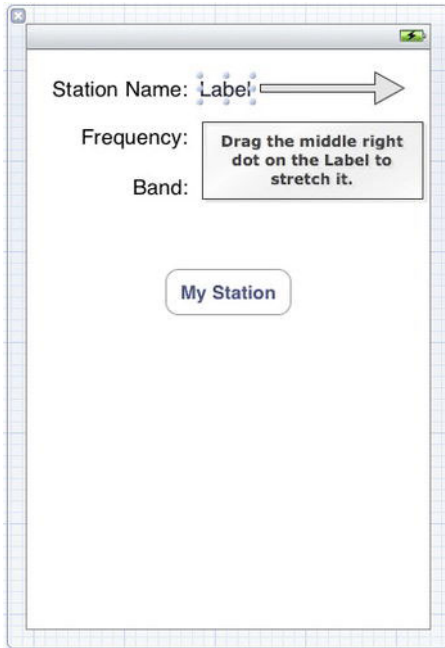 Station Name: Label
Frequency:
Drag the middle right
dot on the Label to
stretch it.
Band:
My Station